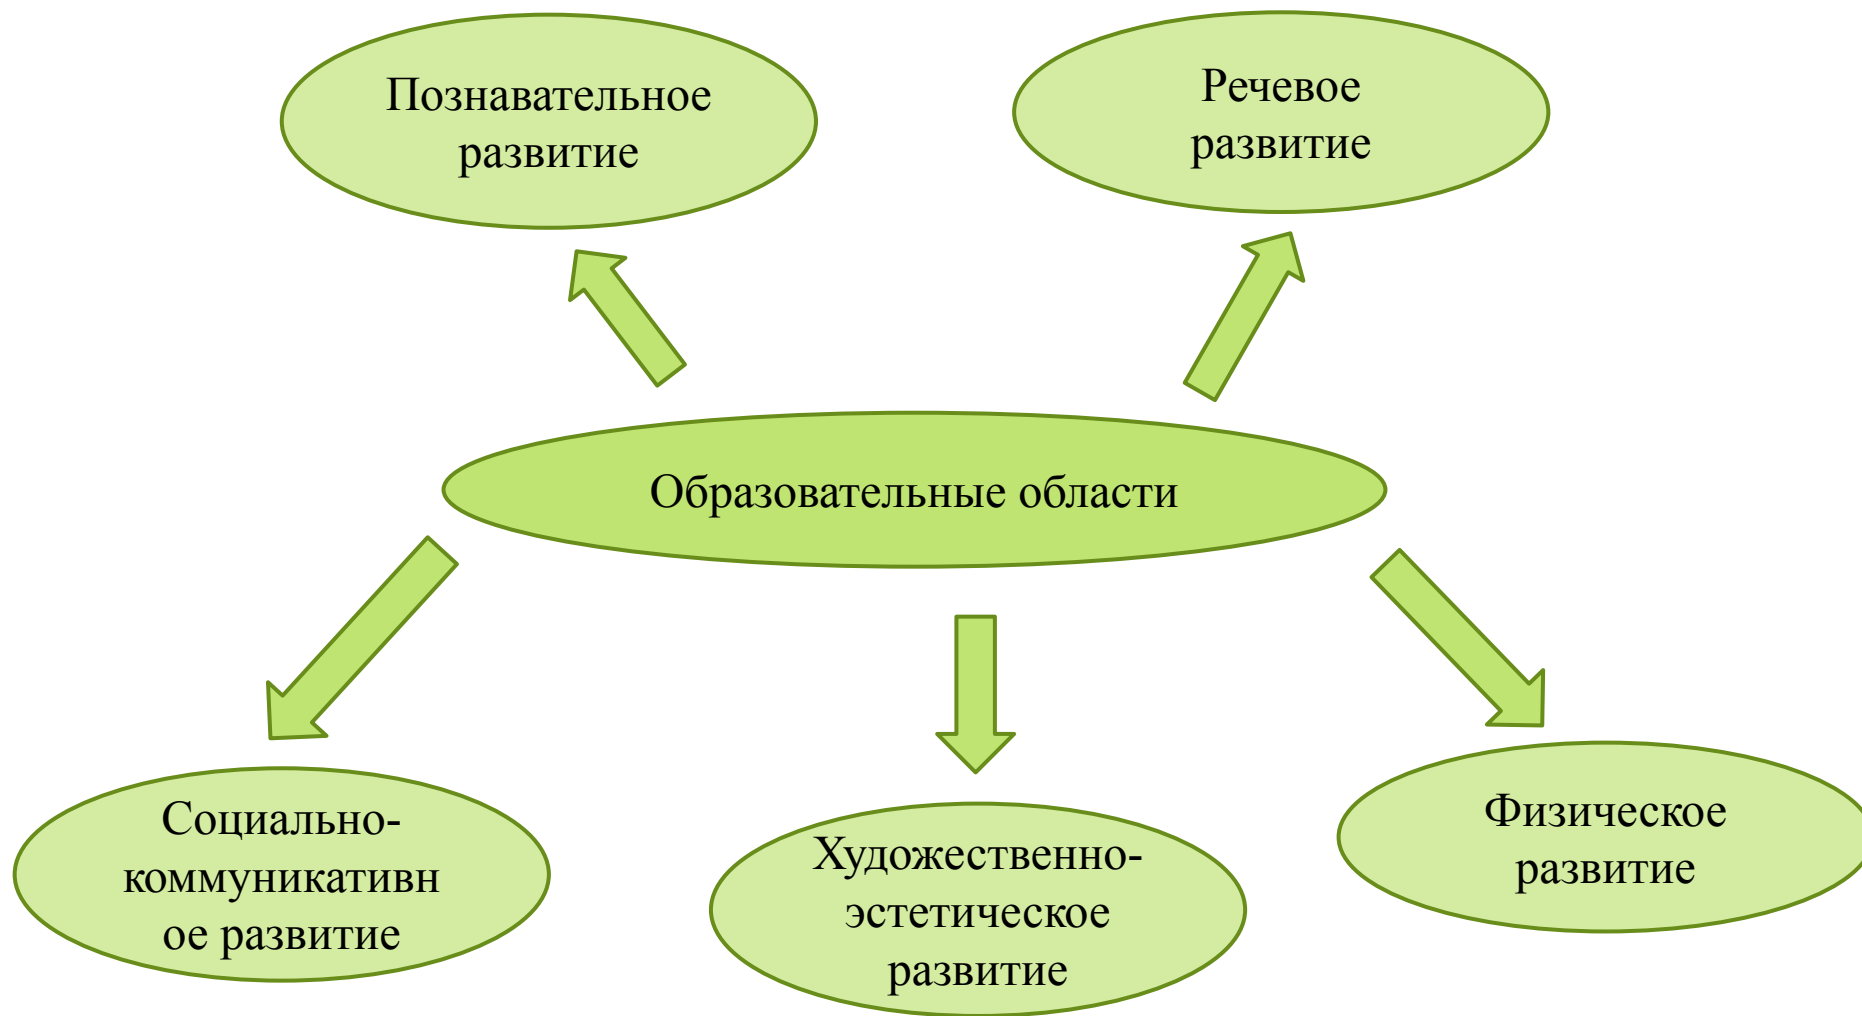 Познавательное
развитие
Речевое
развитие
Образовательные области
Социально-
коммуникативн
ое развитие
Художественно-
эстетическое
развитие
Физическое
развитие